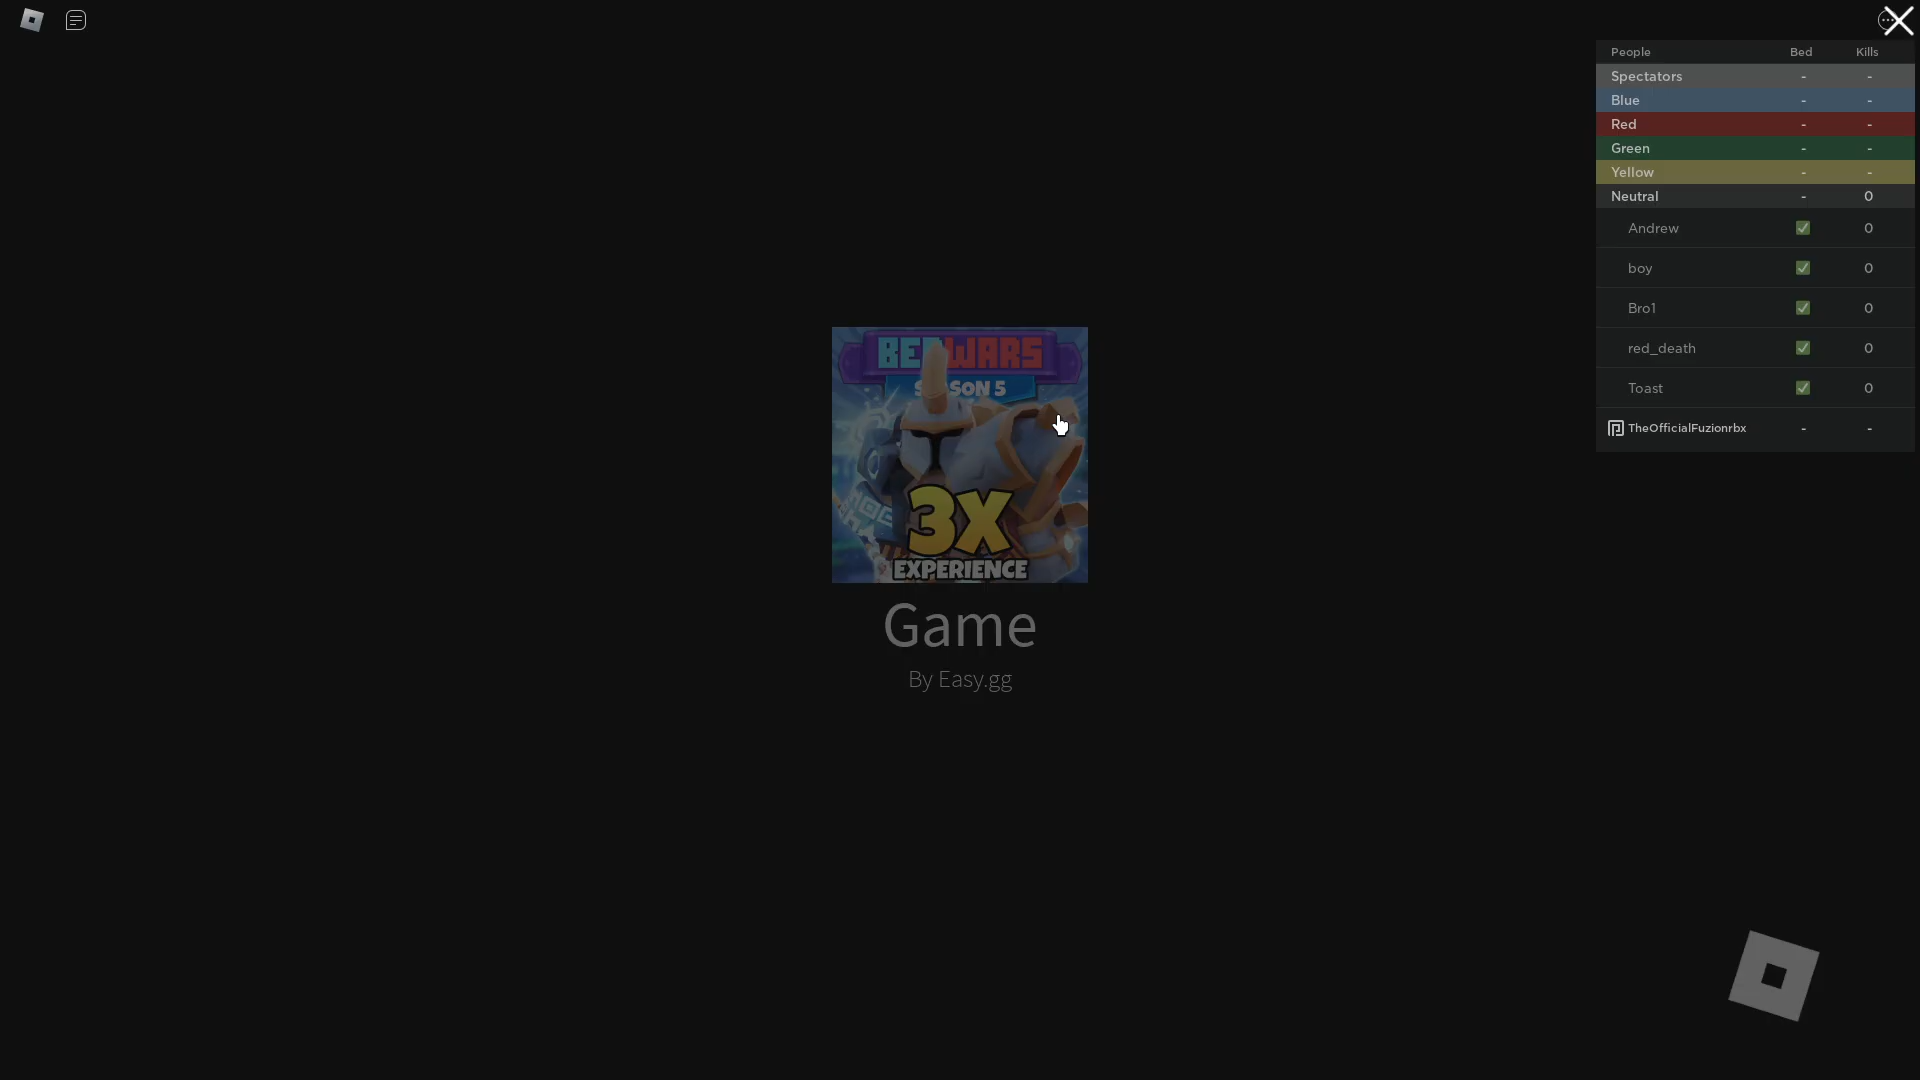 People Bed Kills
Spectators - -
Blue - -
Red - -
Green - -
Yellow - -
Neutral - 0
Andrew 0
boy 0
Bro1 0
red_death 0
Toast 0
TheOfficialFuzionrbx - -
SEASON 5
3X
EXPERIENCE
Game
By Easy.gg